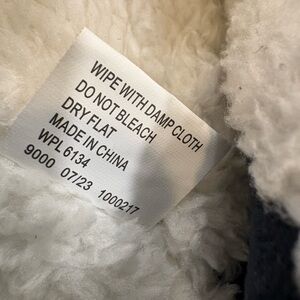 WIPE WITH DAMP CLOTH
DO NOT BLEACH
DRY FLAT
MADE IN CHINA
WPL 6134
9000 07/23 1000217